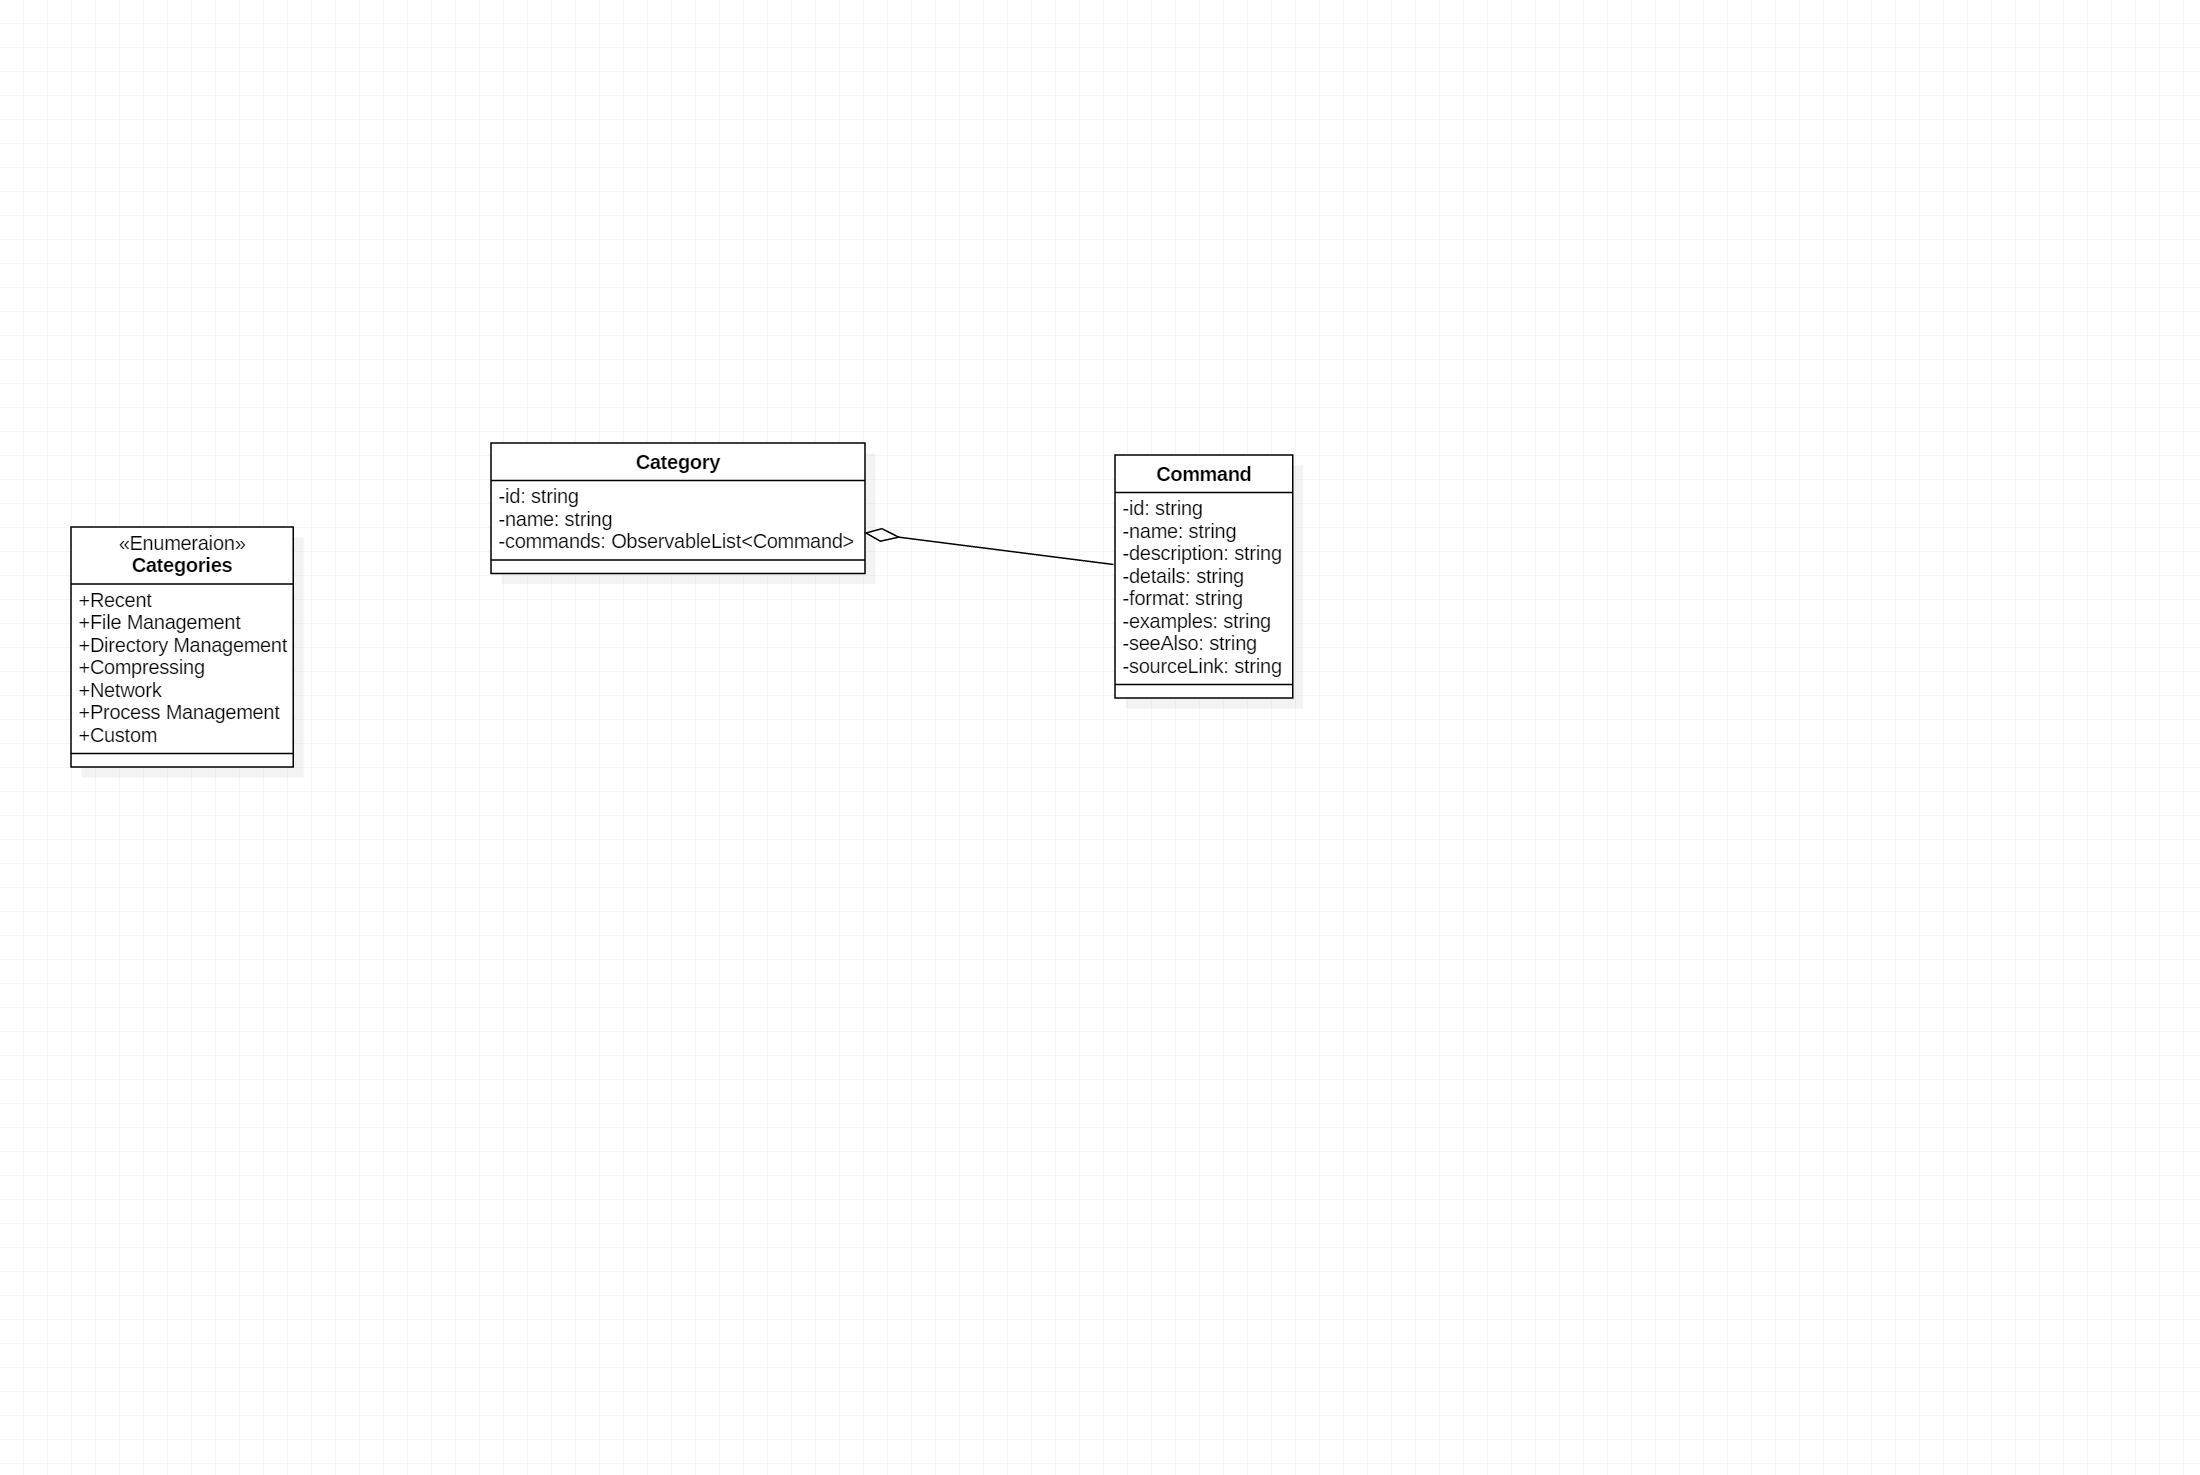 «Enumeraion»
Categories
+Recent
+File Management
+Directory Management
+Compressing
+Network
+Process Management
+Custom
Category
-id: string
-name: string
-commands: ObservableList<Command>
Command
-id: string
-name: string
-description: string
-details: string
-format: string
-examples: string
-seeAlso: string
-sourceLink: string